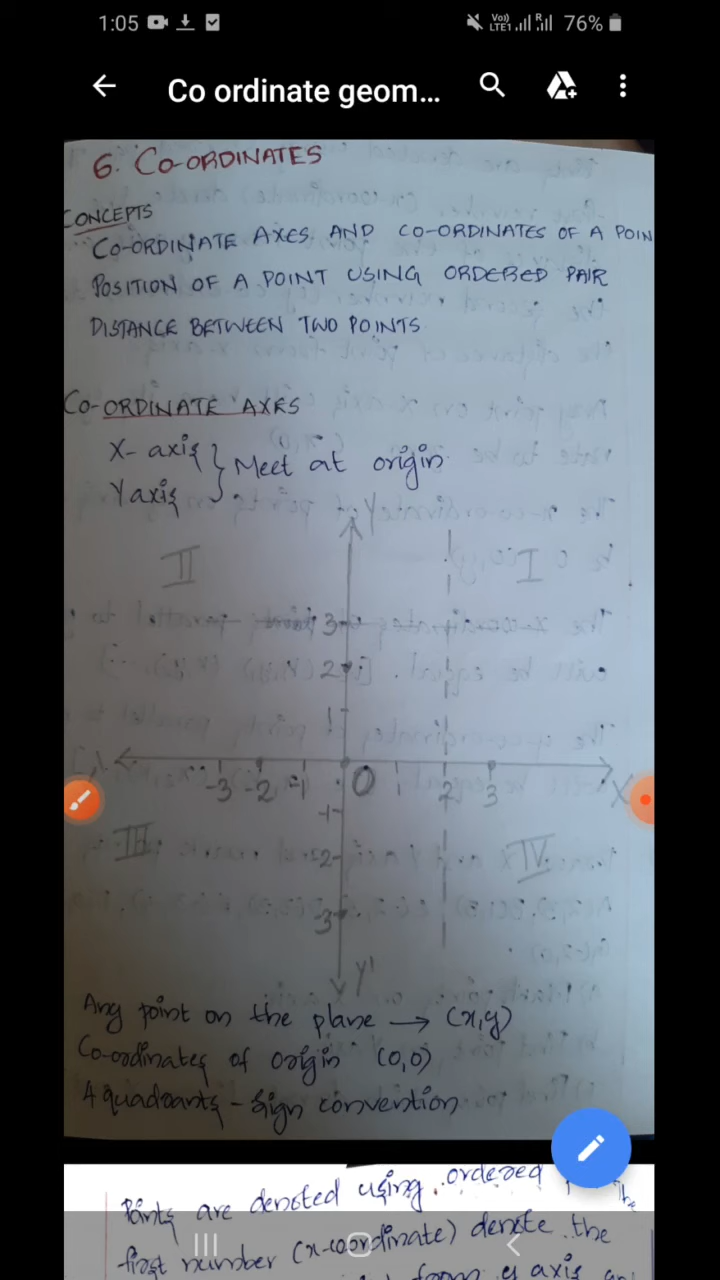 1:05
Vo)) LTE1 R 76%
Co ordinate geom...
6. CO-ORDINATES
CONCEPTS
CO-ORDINATE AXES AND CO-ORDINATES OF A POIN
POSITION OF A POINT USING ORDERED PAIR
DISTANCE BETWEEN TWO POINTS
CO-ORDINATE AXES
X-axis } Meet at origin
Y axis
Y
II I
3
2
1
-3 -2 -1 O 1 2 3 X
-1
III -2 IV
3
Y'
Any point on the plane → (x,y)
Co-ordinates of origin (0,0)
4 quadrants - sign convention
Points are denoted using ordered The
first number (x-coordinate) denote the
from y axis